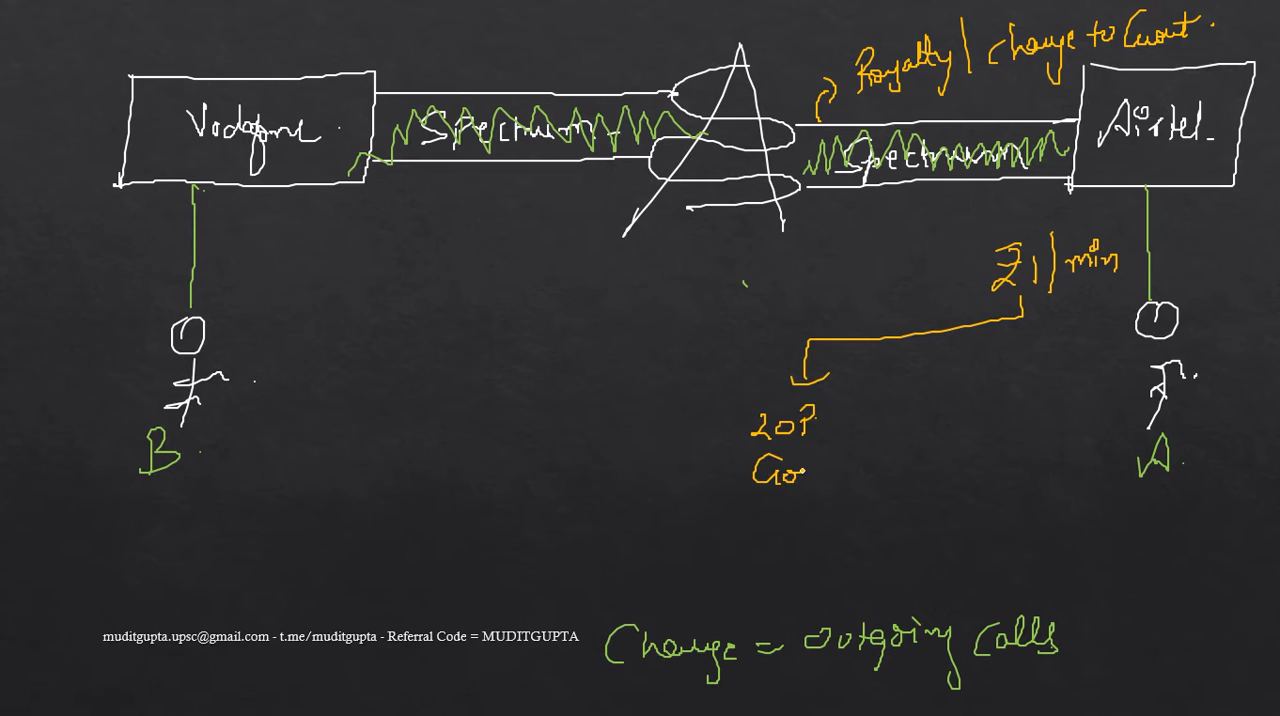 Royalty / Charge to Govt.
Vodafone
Spectrum
Spectrum
Airtel
₹1/min
20P
Go
B
A
muditgupta.upsc@gmail.com - t.me/muditgupta - Referral Code = MUDITGUPTA
Charge = Outgoing Calls